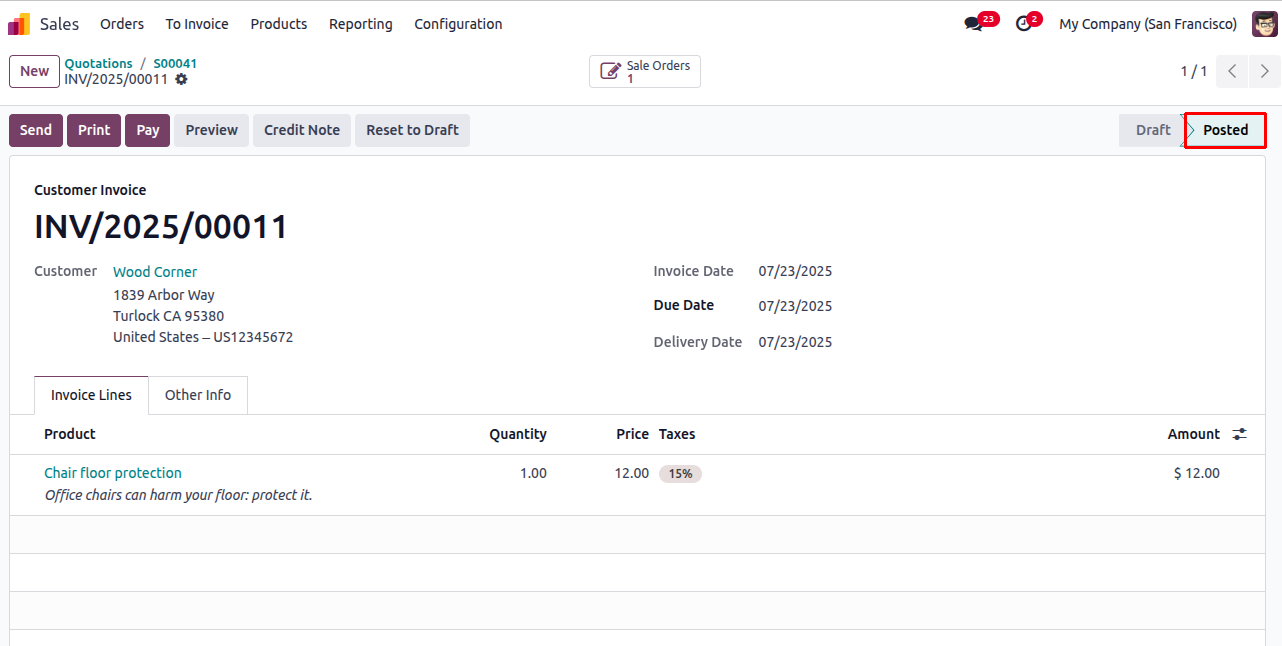 Sales Orders To Invoice Products Reporting Configuration 23 2 My Company (San Francisco)
New Quotations / S00041 Sale Orders 1/1
INV/2025/00011 1
Send Print Pay Preview Credit Note Reset to Draft Draft Posted
Customer Invoice
INV/2025/00011
Customer Wood Corner Invoice Date 07/23/2025
1839 Arbor Way
Turlock CA 95380 Due Date 07/23/2025
United States – US12345672 Delivery Date 07/23/2025
Invoice Lines Other Info
Product Quantity Price Taxes Amount
Chair floor protection 1.00 12.00 15% $ 12.00
Office chairs can harm your floor: protect it.